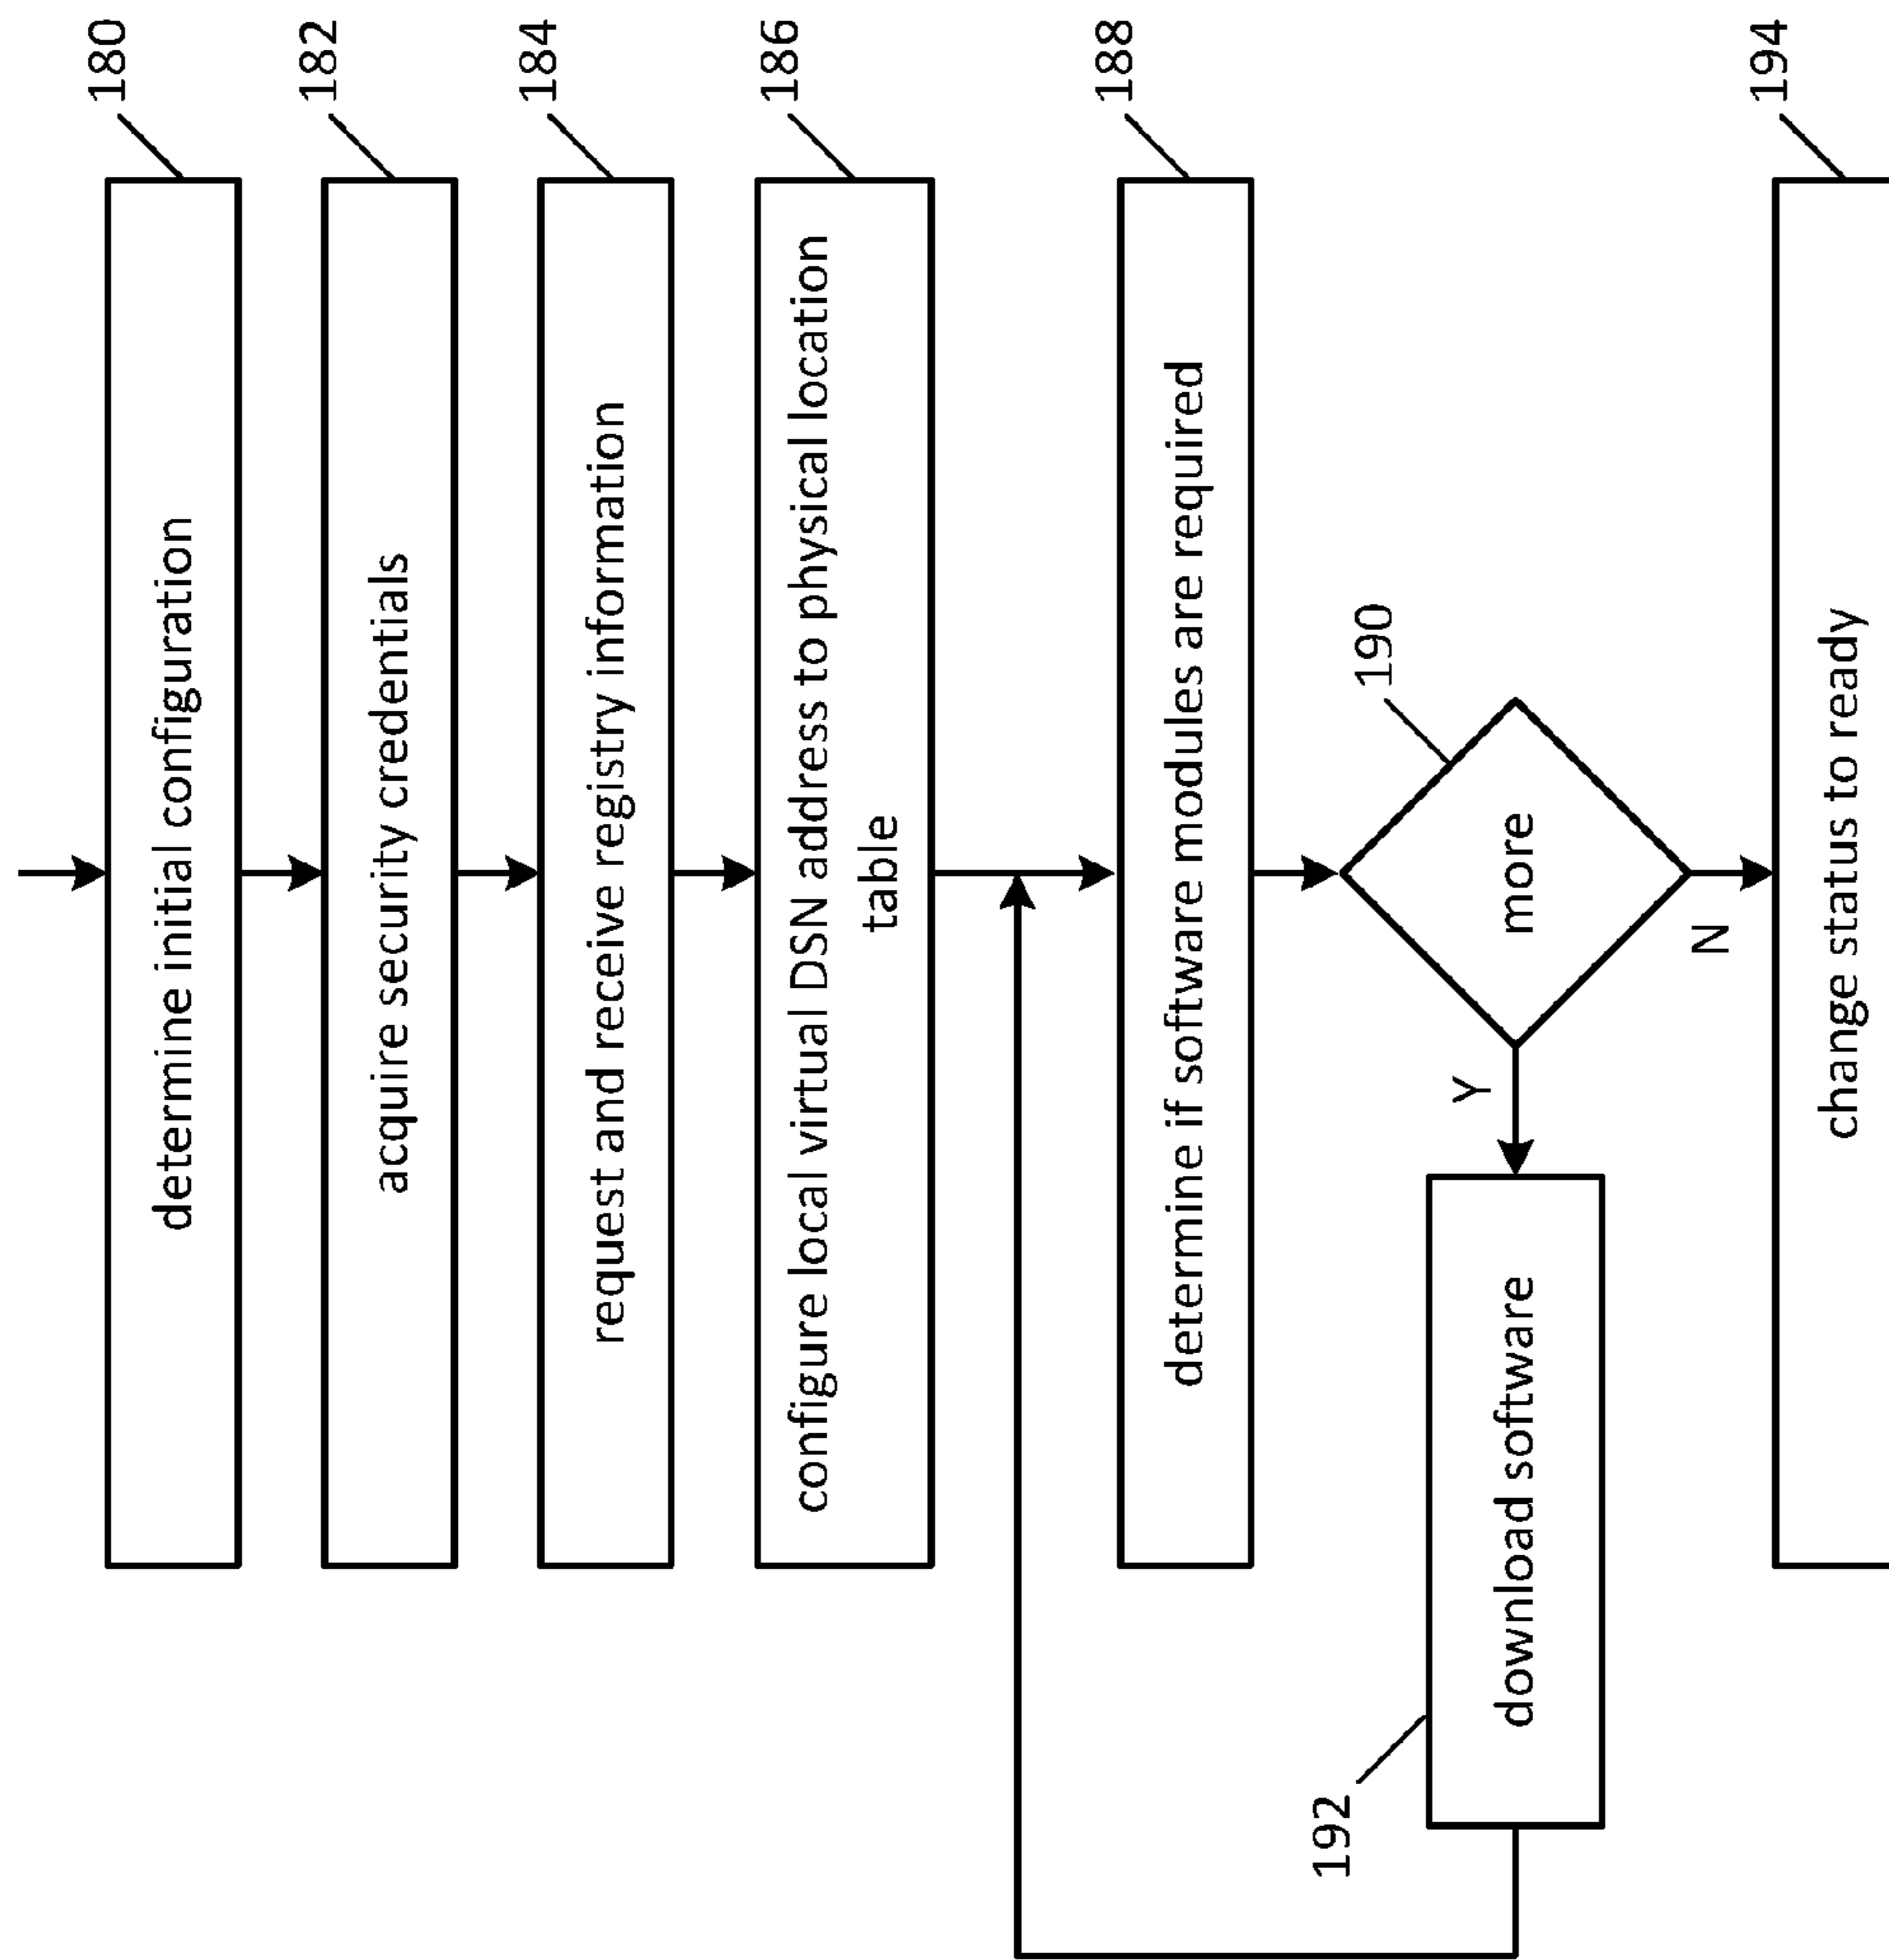 180
determine initial configuration
182
acquire security credentials
184
request and receive registry information
186
configure local virtual DSN address to physical location
table
188
determine if software modules are required
190
more
Y
N
192
download software
194
change status to ready